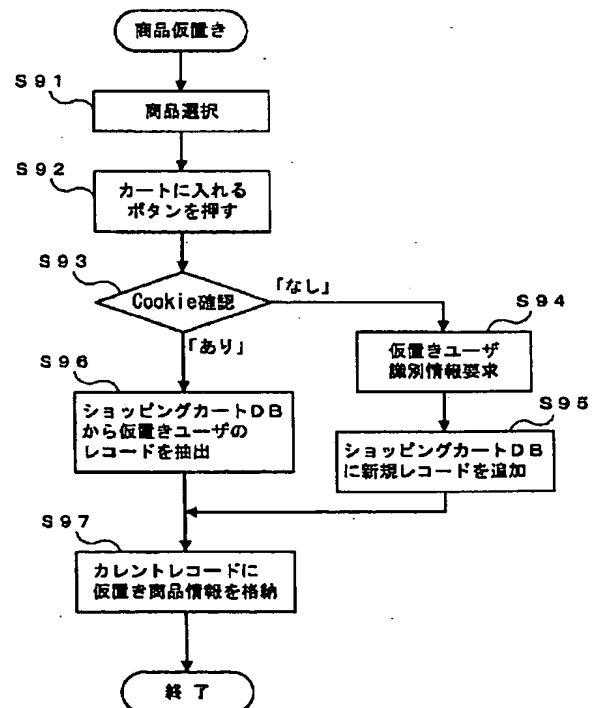 商品仮置き
S91
商品選択
S92
カートに入れる
ボタンを押す
S93
Cookie確認
「なし」
「あり」
S94
仮置きユーザ
識別情報要求
S95
ショッピングカートDB
に新規レコードを追加
S96
ショッピングカートDB
から仮置きユーザの
レコードを抽出
S97
カレントレコードに
仮置き商品情報を格納
終了